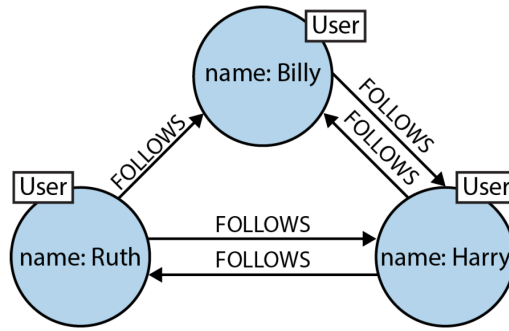 User
name: Billy
FOLLOWS
FOLLOWS
FOLLOWS
User
User
name: Ruth
FOLLOWS
name: Harry
FOLLOWS